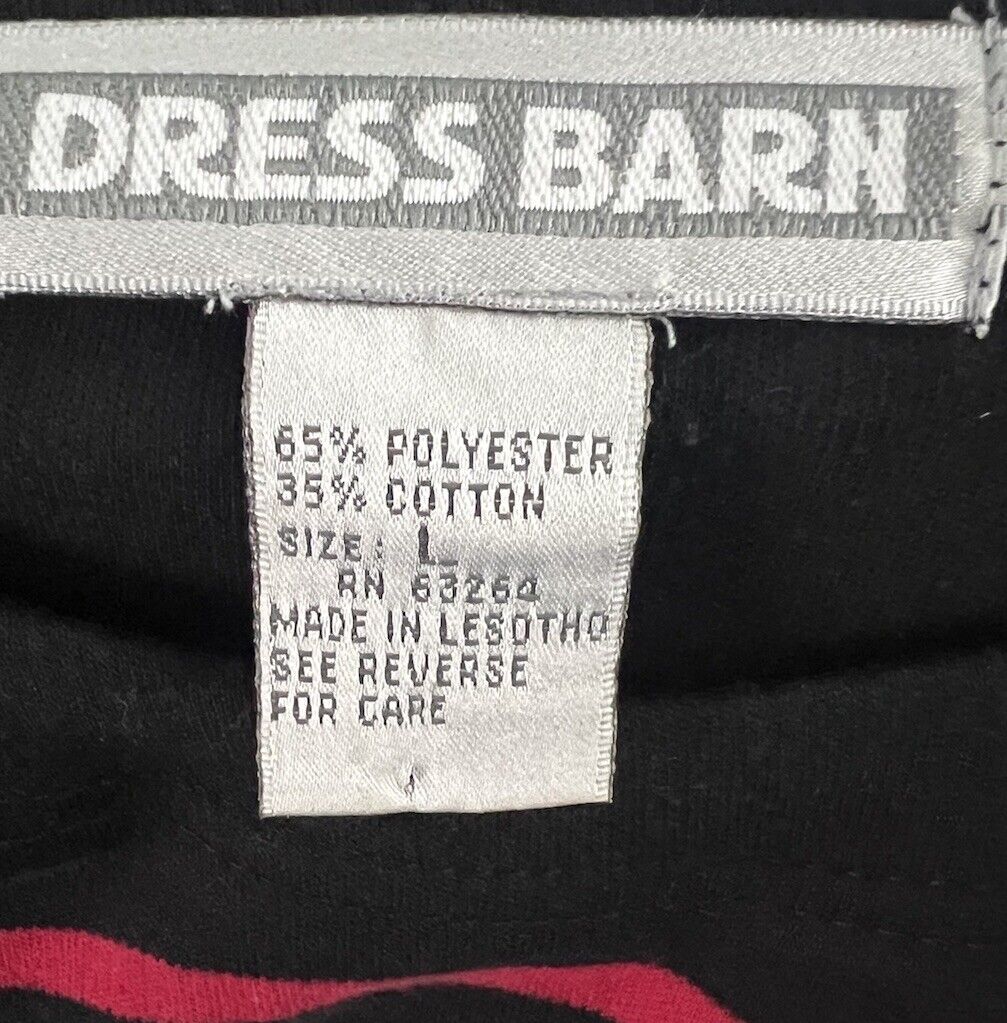 DRESS BARN
65% POLYESTER
35% COTTON
SIZE: L
RN 63264
MADE IN LESOTHO
SEE REVERSE
FOR CARE